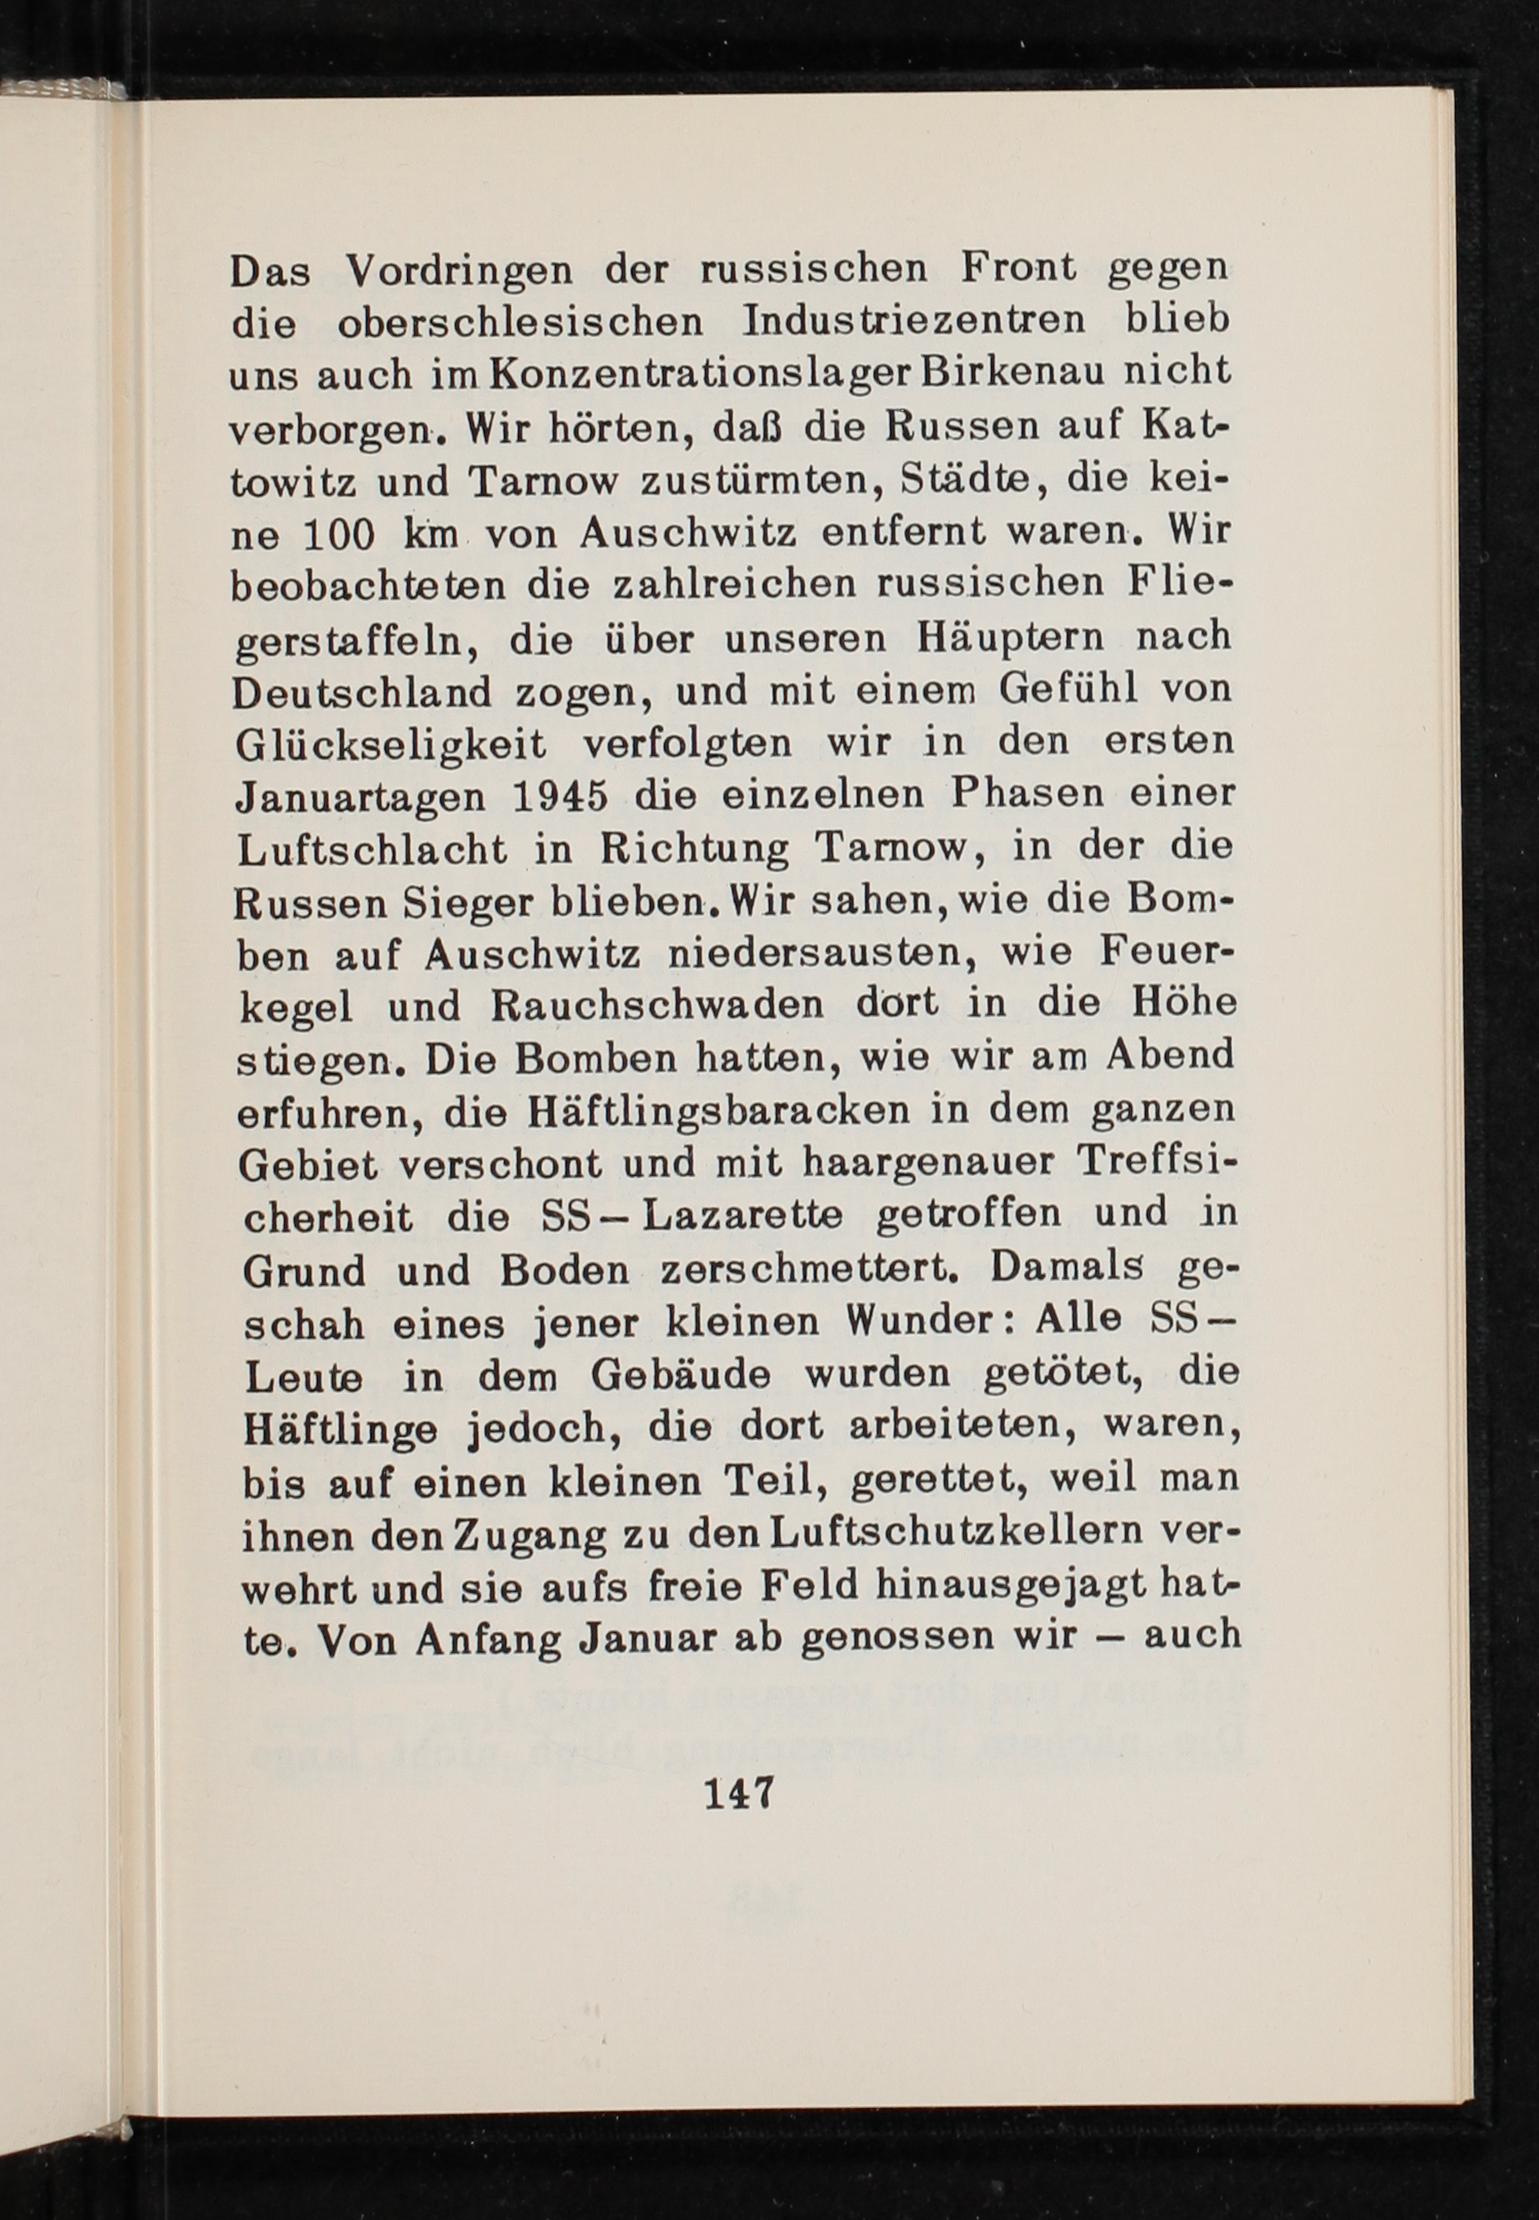 Das Vordringen der russischen Front gegen
die oberschlesischen Industriezentren blieb
uns auch im Konzentrationslager Birkenau nicht
verborgen. Wir hörten, daß die Russen auf Kat-
towitz und Tarnow zustürmten, Städte, die kei-
ne 100 km von Auschwitz entfernt waren. Wir
beobachteten die zahlreichen russischen Flie-
gerstaffeln, die über unseren Häuptern nach
Deutschland zogen, und mit einem Gefühl von
Glückseligkeit verfolgten wir in den ersten
Januartagen 1945 die einzelnen Phasen einer
Luftschlacht in Richtung Tarnow, in der die
Russen Sieger blieben. Wir sahen, wie die Bom-
ben auf Auschwitz niedersausten, wie Feuer-
kegel und Rauchschwaden dort in die Höhe
stiegen. Die Bomben hatten, wie wir am Abend
erfuhren, die Häftlingsbaracken in dem ganzen
Gebiet verschont und mit haargenauer Treffsi-
cherheit die SS – Lazarette getroffen und in
Grund und Boden zerschmettert. Damals ge-
schah eines jener kleinen Wunder: Alle SS –
Leute in dem Gebäude wurden getötet, die
Häftlinge jedoch, die dort arbeiteten, waren,
bis auf einen kleinen Teil, gerettet, weil man
ihnen den Zugang zu den Luftschutzkellern ver-
wehrt und sie aufs freie Feld hinausgejagt hat-
te. Von Anfang Januar ab genossen wir – auch
147